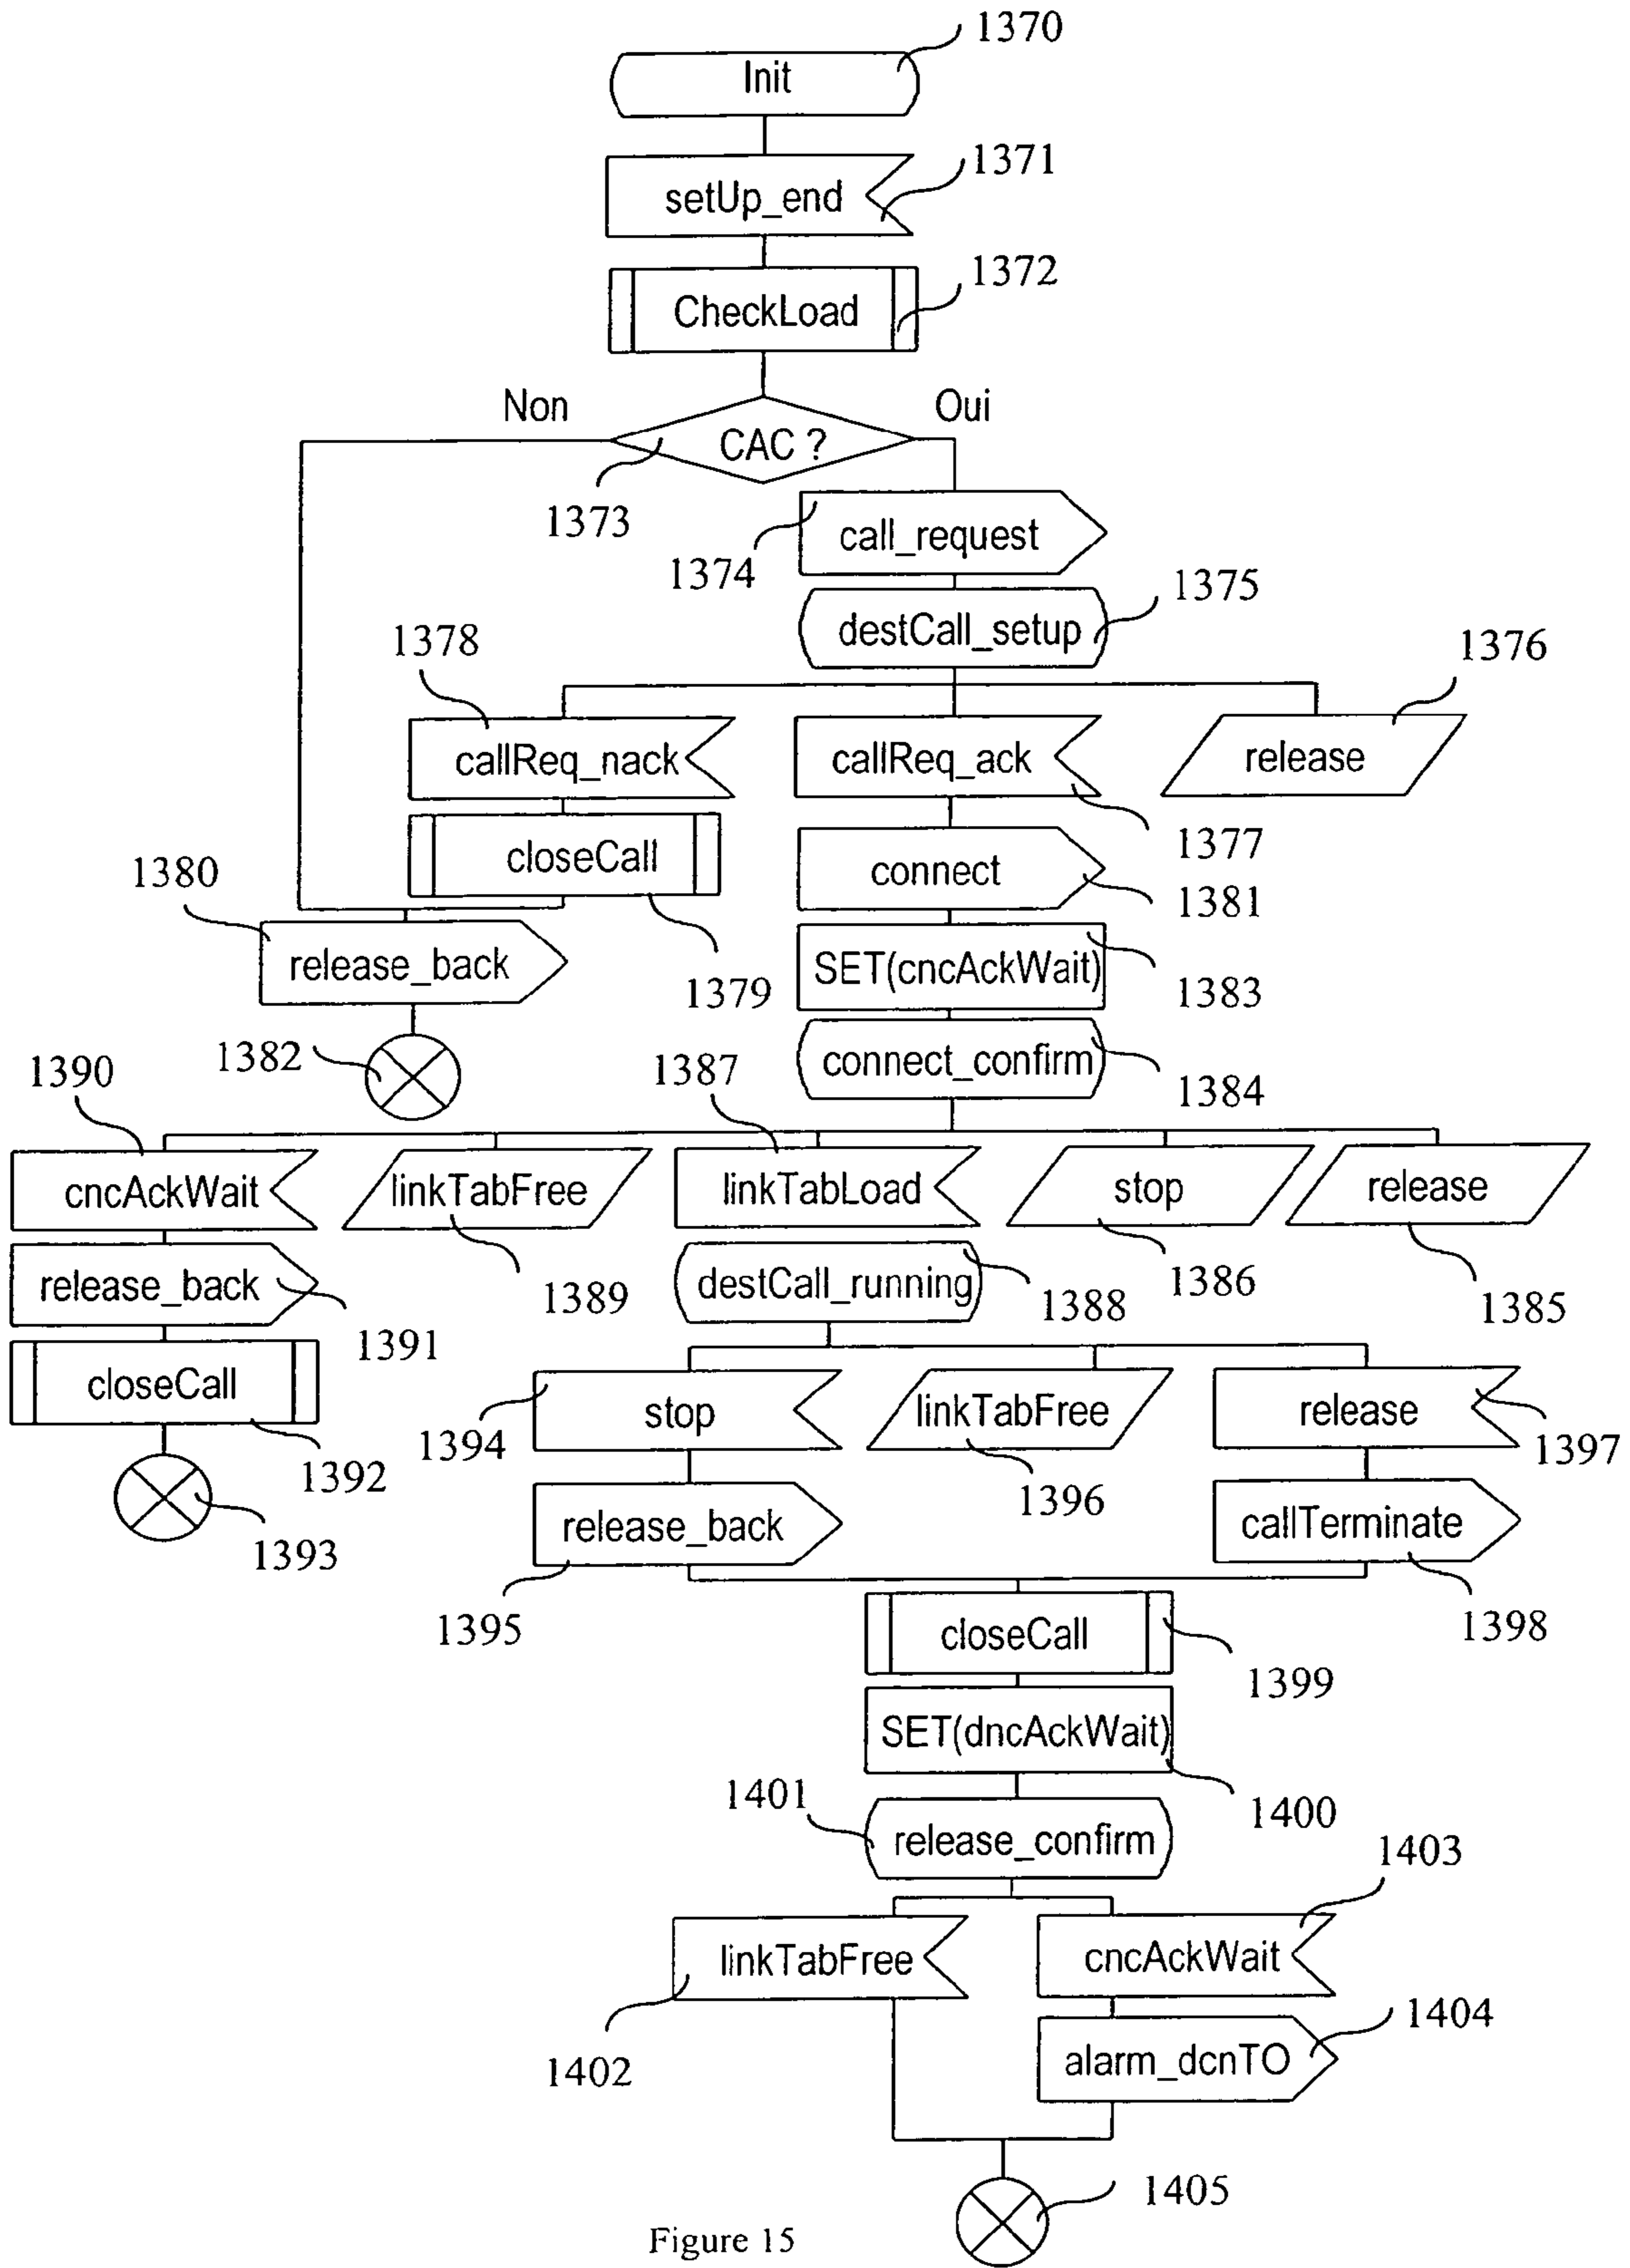 1370
Init
1371
setUp_end
1372
CheckLoad
Non
Oui
CAC ?
1373
1374
call_request
1375
destCall_setup
1378
1376
callReq_nack
callReq_ack
release
1377
closeCall
connect
1380
1381
release_back
1379
SET(cncAckWait)
1383
1382
connect_confirm
1384
1390
1387
cncAckWait
linkTabFree
linkTabLoad
stop
release
release_back
1389
destCall_running
1388
1386
1385
1391
closeCall
1392
1393
1394
stop
linkTabFree
release
1397
1396
release_back
callTerminate
1395
1398
closeCall
1399
SET(dncAckWait)
1401
1400
release_confirm
1403
linkTabFree
cncAckWait
1402
1404
alarm_dcnTO
1405
Figure 15